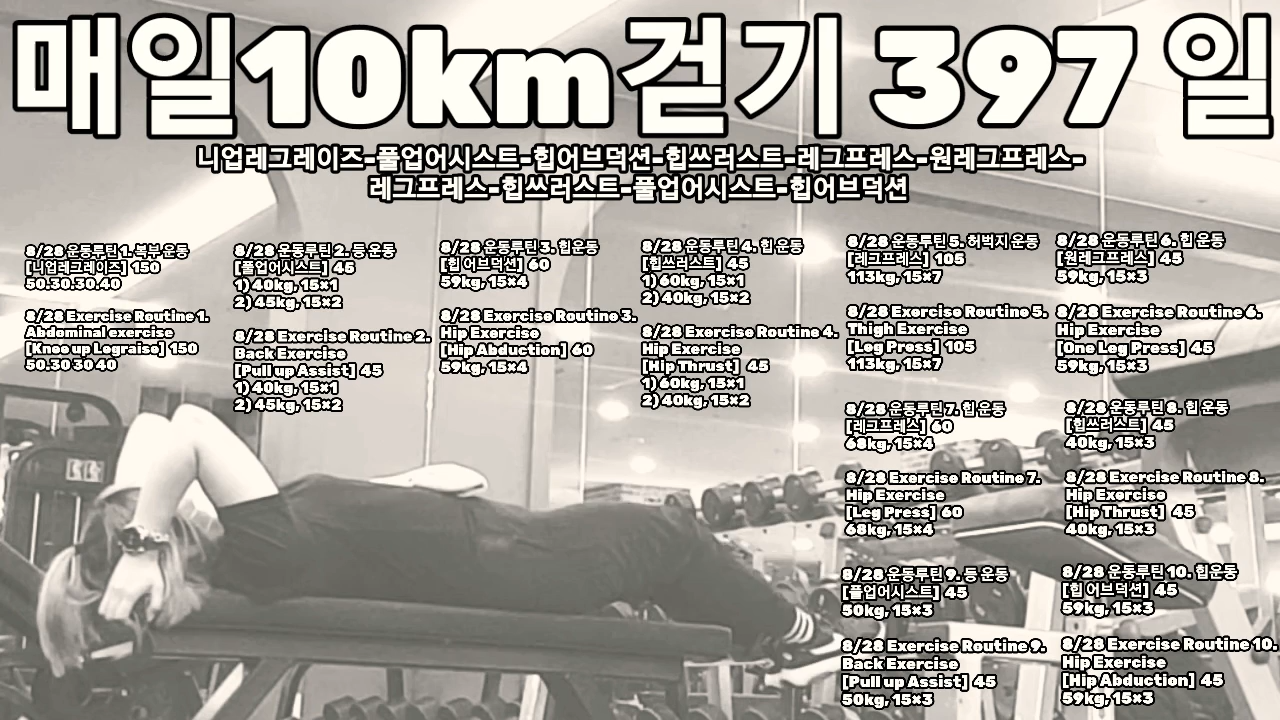 매일10km걷기 397 일
니업레그레이즈-풀업어시스트-힙어브덕션-힙쓰러스트-레그프레스-원레그프레스-
레그프레스-힙쓰러스트-풀업어시스트-힙어브덕션
8/28 운동루틴 1. 복부 운동
[니업레그레이즈] 150
50.30.30.40
8/28 Exercise Routine 1.
Abdominal exercise
[Knee up Legraise] 150
50.30 30 40
8/28 운동루틴 2. 등 운동
[풀업어시스트] 45
1) 40kg, 15×1
2) 45kg, 15×2
8/28 Exercise Routine 2.
Back Exercise
[Pull up Assist] 45
1) 40kg, 15×1
2) 45kg, 15×2
8/28 운동루틴 3. 힙운동
[힙 어브덕션] 60
59kg, 15×4
8/28 Exercise Routine 3.
Hip Exercise
[Hip Abduction] 60
59kg, 15×4
8/28 운동루틴 4. 힙 운동
[힙쓰러스트] 45
1) 60kg, 15×1
2) 40kg, 15×2
8/28 Exercise Routine 4.
Hip Exercise
[Hip Thrust] 45
1) 60kg, 15×1
2) 40kg, 15×2
8/28 운동루틴 5. 허벅지 운동
[레그프레스] 105
113kg, 15×7
8/28 Exercise Routine 5.
Thigh Exercise
[Leg Press] 105
113kg, 15×7
8/28 운동루틴 6. 힙 운동
[원레그프레스] 45
59kg, 15×3
8/28 Exercise Routine 6.
Hip Exercise
[One Leg Press] 45
59kg, 15×3
8/28 운동루틴 7. 힙 운동
[레그프레스] 60
68kg, 15×4
8/28 Exercise Routine 7.
Hip Exercise
[Leg Press] 60
68kg, 15×4
8/28 운동루틴 8. 힙 운동
[힙쓰러스트] 45
40kg, 15×3
8/28 Exercise Routine 8.
Hip Exercise
[Hip Thrust] 45
40kg, 15×3
8/28 운동루틴 9. 등 운동
[풀업어시스트] 45
50kg, 15×3
8/28 Exercise Routine 9.
Back Exercise
[Pull up Assist] 45
50kg, 15×3
8/28 운동루틴 10. 힙운동
[힙 어브덕션] 45
59kg, 15×3
8/28 Exercise Routine 10.
Hip Exercise
[Hip Abduction] 45
59kg, 15×3